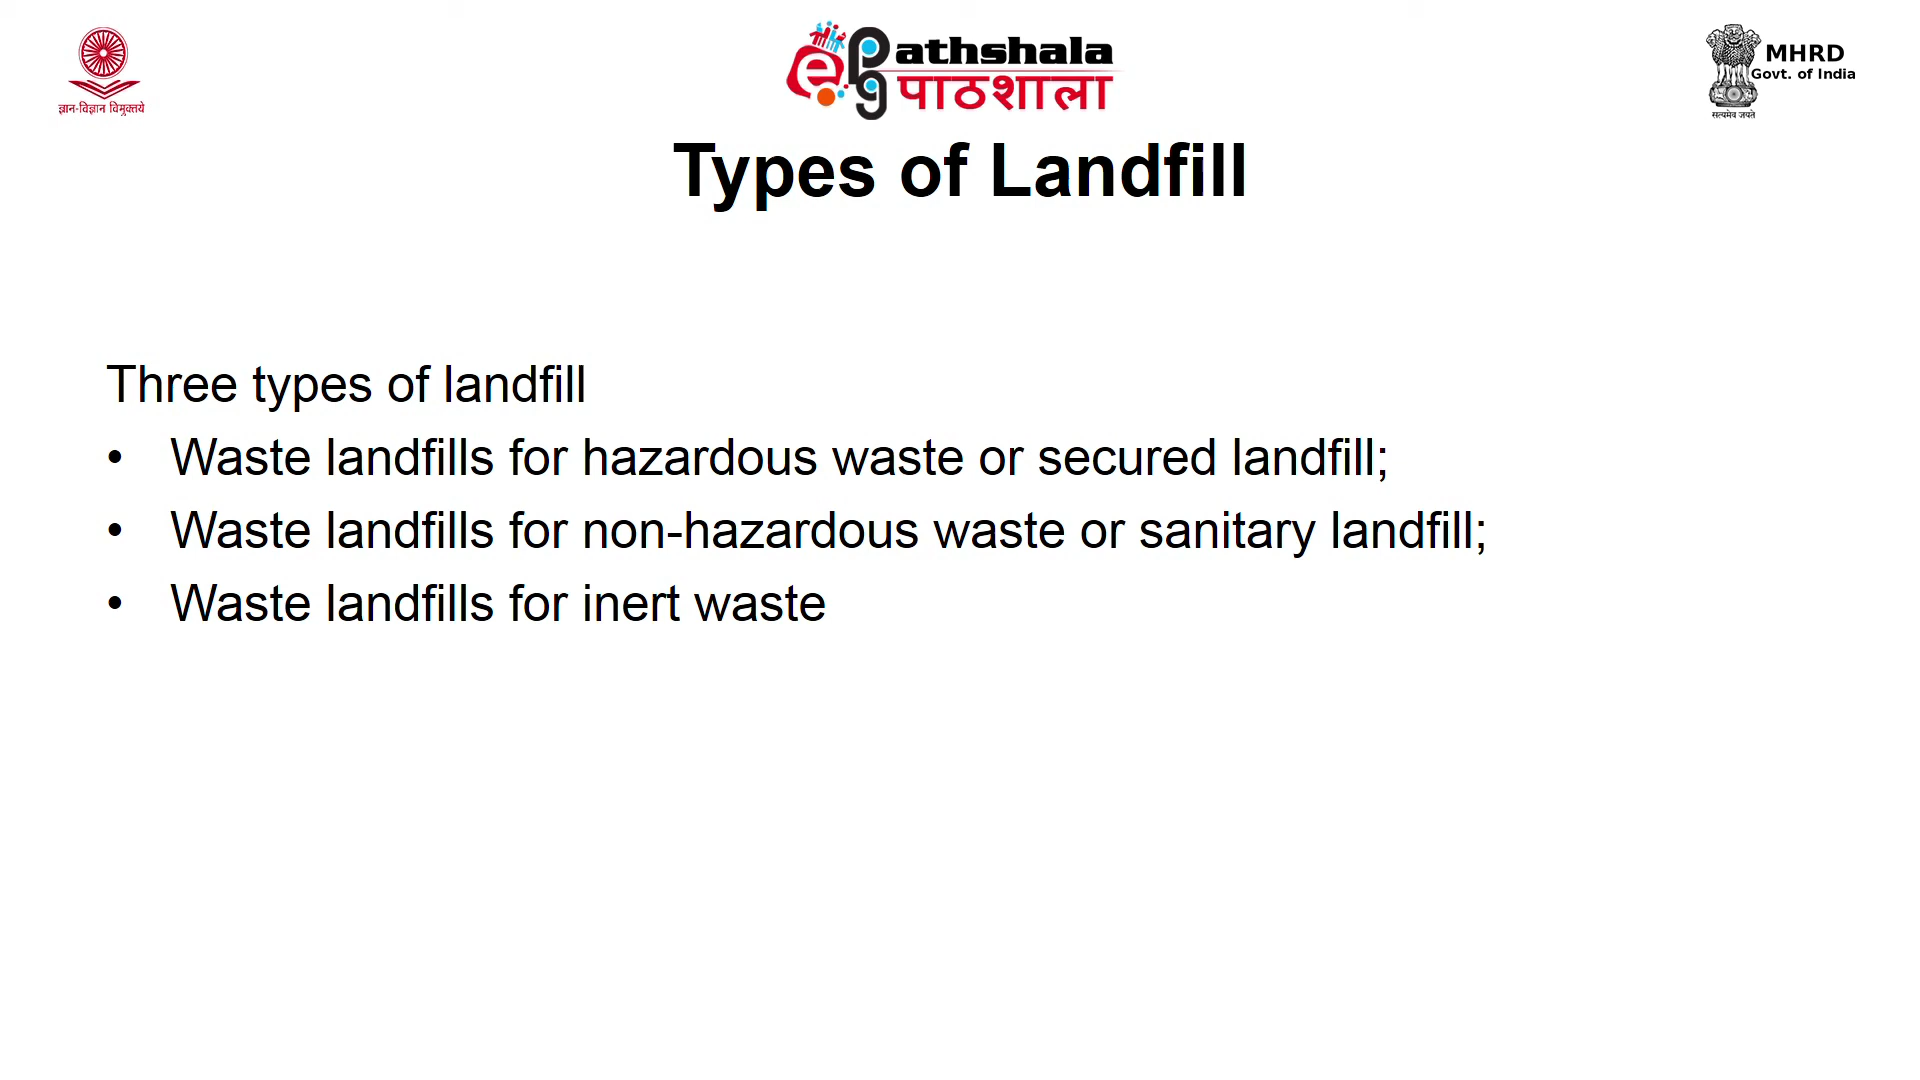 ज्ञान-विज्ञान विमुक्तये
ePG athshala
पाठशाला
MHRD
Govt. of India
सत्यमेव जयते
Types of Landfill
Three types of landfill
• Waste landfills for hazardous waste or secured landfill;
• Waste landfills for non-hazardous waste or sanitary landfill;
• Waste landfills for inert waste